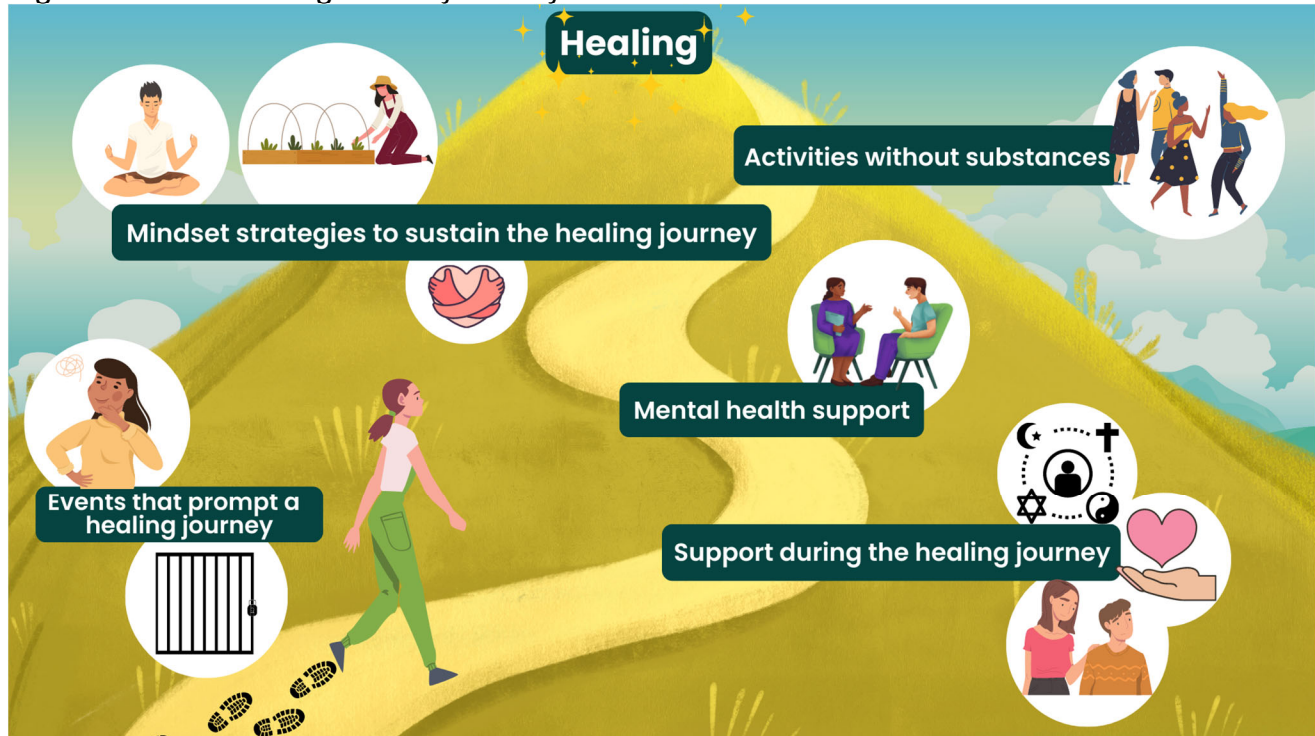 Healing
Activities without substances
Mindset strategies to sustain the healing journey
Mental health support
Events that prompt a
healing journey
Support during the healing journey